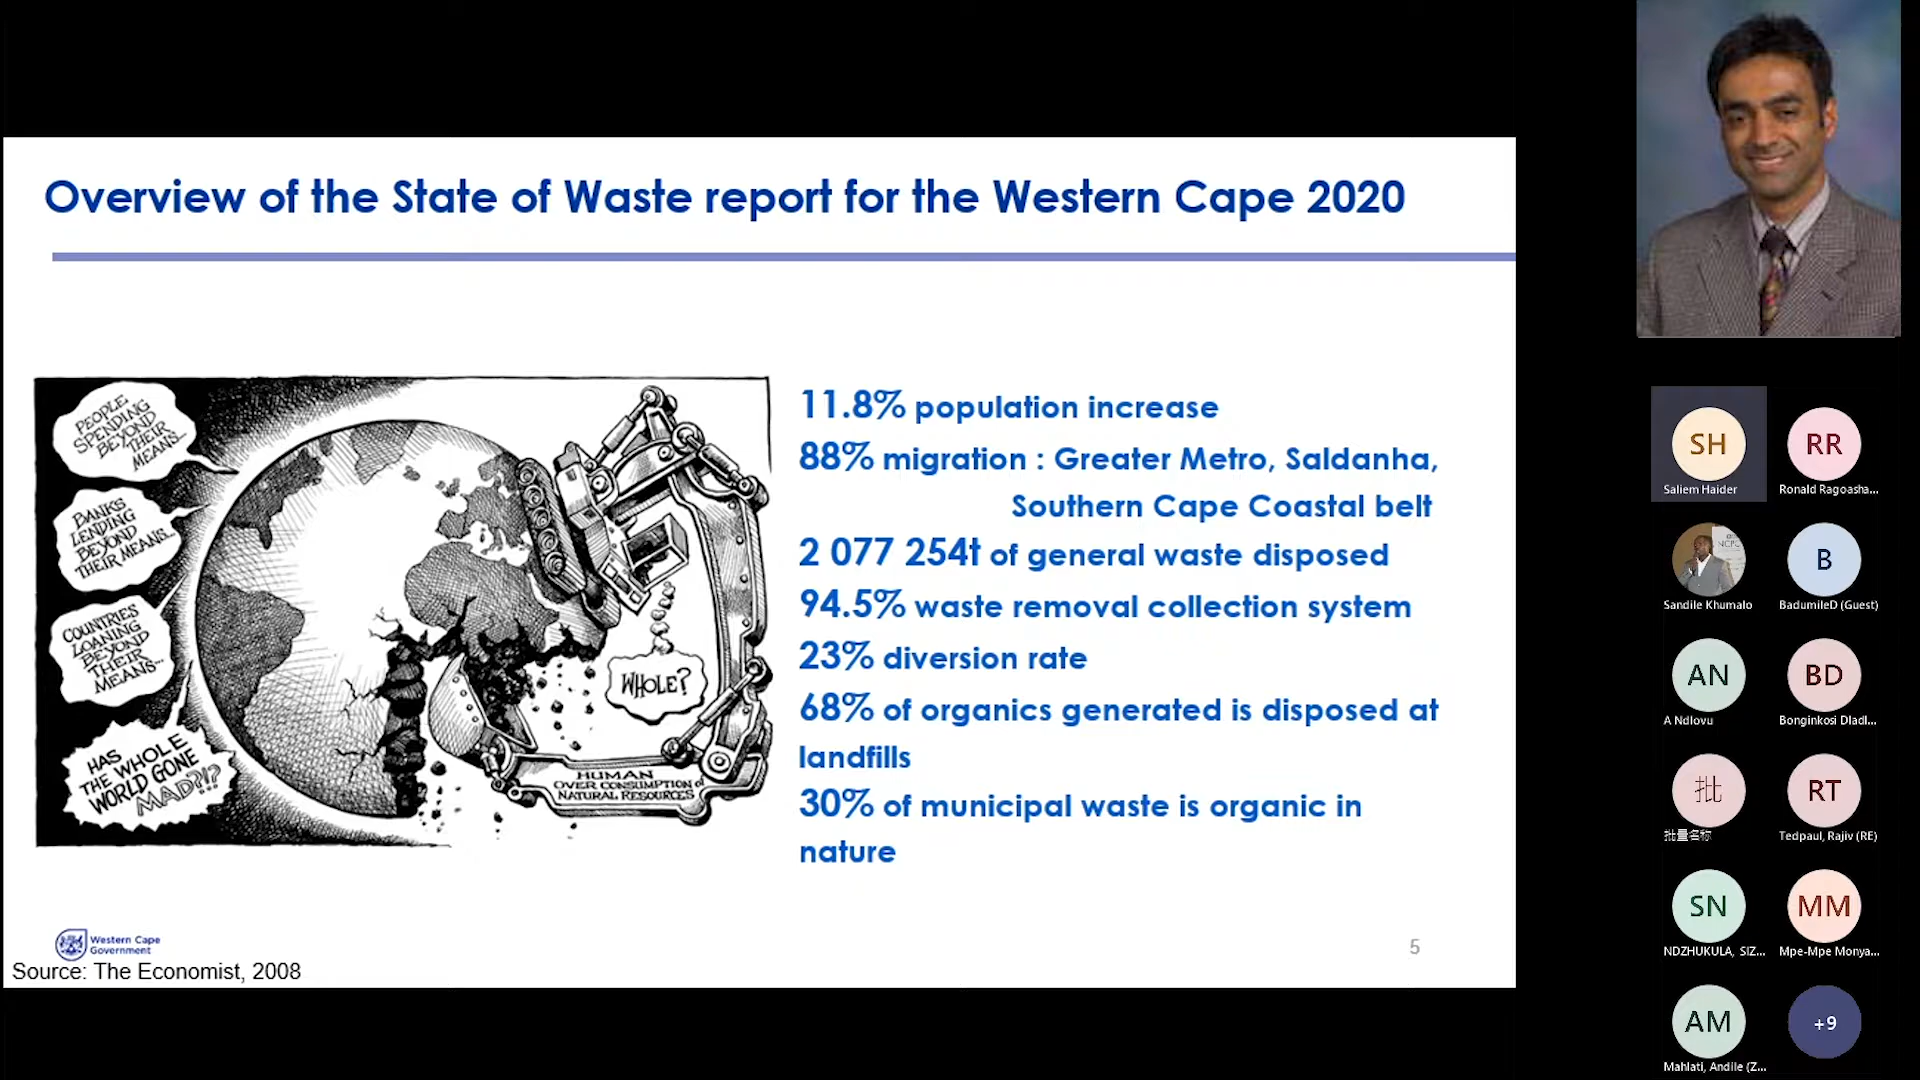 Overview of the State of Waste report for the Western Cape 2020
PEOPLE
SPENDING
BEYOND
THEIR
MEANS...
BANKS
LENDING
BEYOND
THEIR MEANS...
COUNTRIES
LOANING
BEYOND
THEIR
MEANS...
HAS
THE WHOLE
WORLD GONE
MAD?!?
WHOLE?
HUMAN
OVER CONSUMPTION of
NATURAL RESOURCES
11.8% population increase
88% migration : Greater Metro, Saldanha,
Southern Cape Coastal belt
2 077 254t of general waste disposed
94.5% waste removal collection system
23% diversion rate
68% of organics generated is disposed at
landfills
30% of municipal waste is organic in
nature
Western Cape
Government
5
Source: The Economist, 2008
SH
Saliem Haider
RR
Ronald Ragoasha...
NCPC
Sandile Khumalo
B
BadumileD (Guest)
AN
A Ndlovu
BD
Bonginkosi Dladl...
批
批量名称
RT
Tedpaul, Rajiv (RE)
SN
NDZHUKULA, SIZ...
MM
Mpe-Mpe Monya...
AM
Mahlati, Andile (Z...
+9